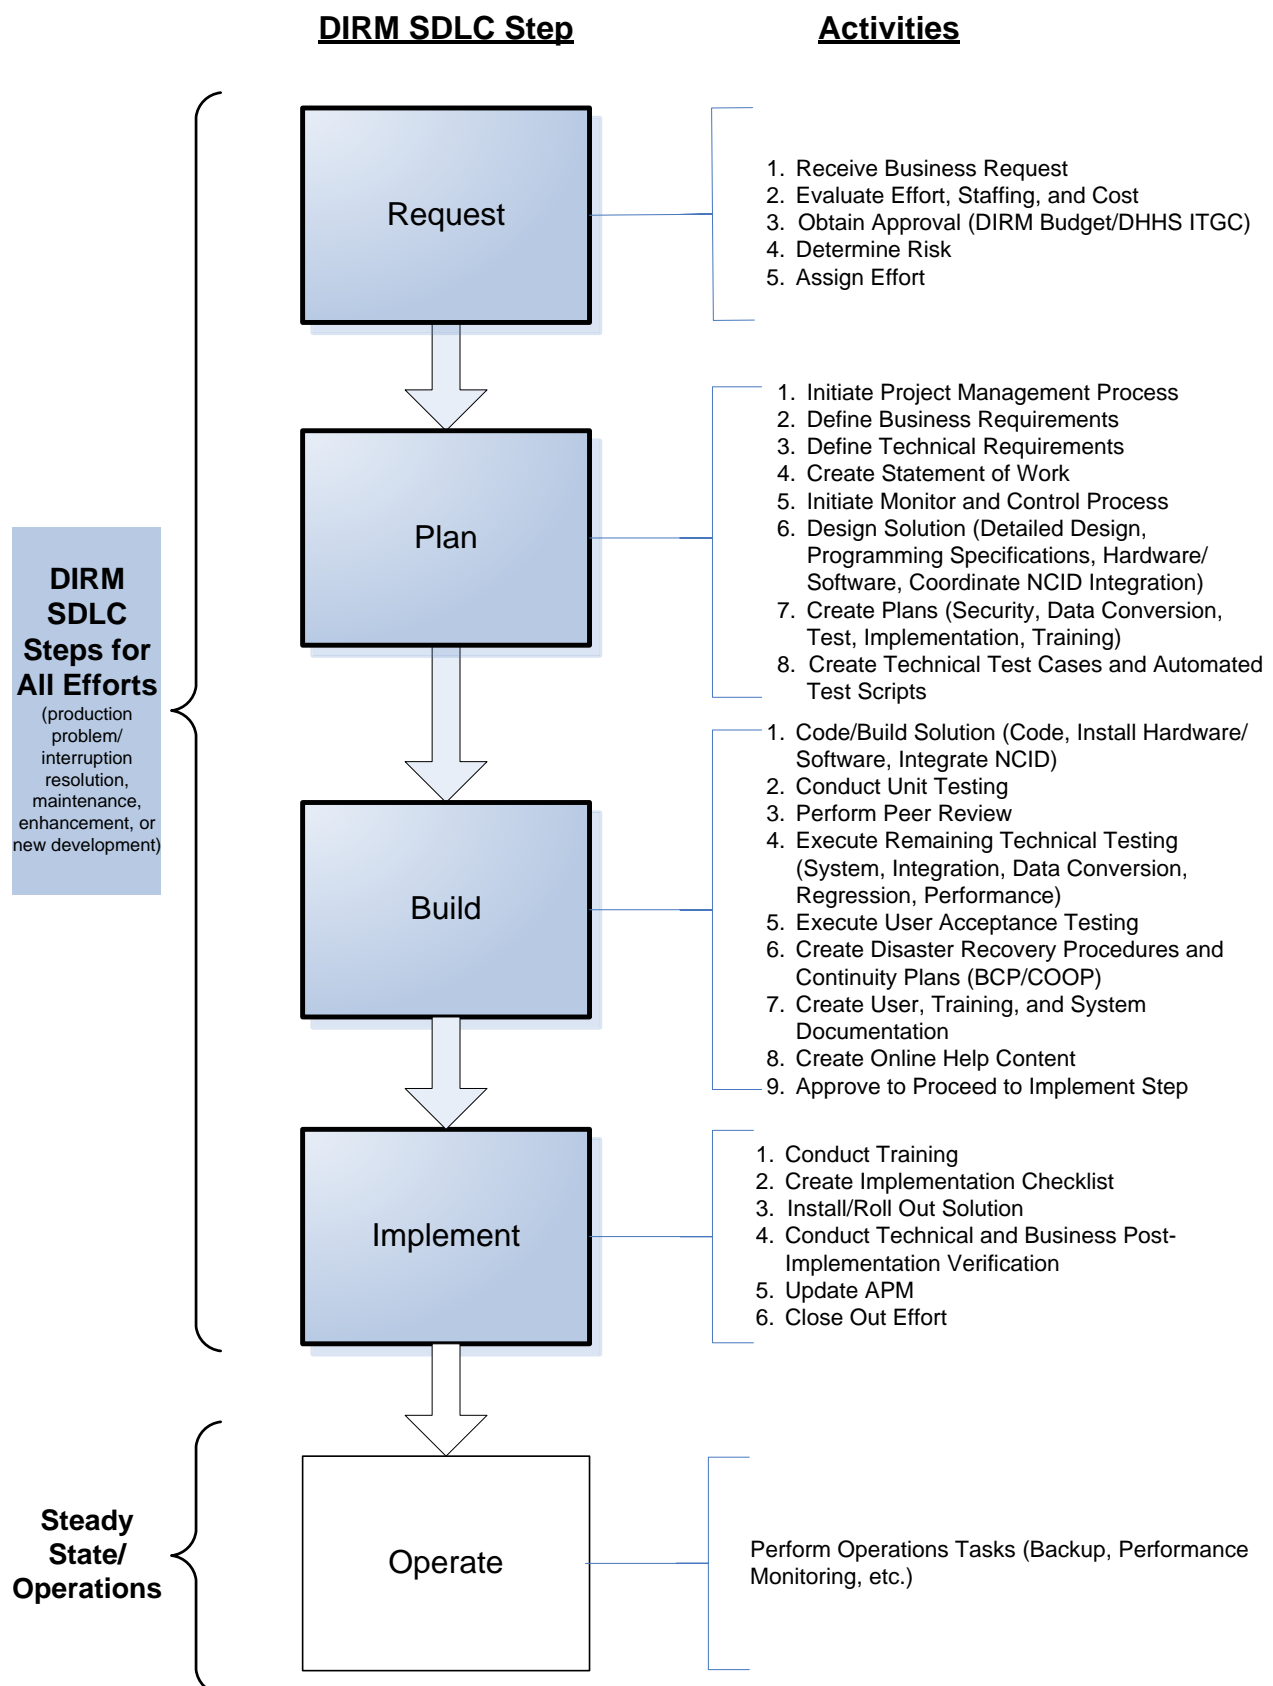 DIRM SDLC Step
Activities
Request
1. Receive Business Request
2. Evaluate Effort, Staffing, and Cost
3. Obtain Approval (DIRM Budget/DHHS ITGC)
4. Determine Risk
5. Assign Effort
Plan
1. Initiate Project Management Process
2. Define Business Requirements
3. Define Technical Requirements
4. Create Statement of Work
5. Initiate Monitor and Control Process
6. Design Solution (Detailed Design,
Programming Specifications, Hardware/
Software, Coordinate NCID Integration)
7. Create Plans (Security, Data Conversion,
Test, Implementation, Training)
8. Create Technical Test Cases and Automated
Test Scripts
DIRM
SDLC
Steps for
All Efforts
(production
problem/
interruption
resolution,
maintenance,
enhancement, or
new development)
Build
1. Code/Build Solution (Code, Install Hardware/
Software, Integrate NCID)
2. Conduct Unit Testing
3. Perform Peer Review
4. Execute Remaining Technical Testing
(System, Integration, Data Conversion,
Regression, Performance)
5. Execute User Acceptance Testing
6. Create Disaster Recovery Procedures and
Continuity Plans (BCP/COOP)
7. Create User, Training, and System
Documentation
8. Create Online Help Content
9. Approve to Proceed to Implement Step
Implement
1. Conduct Training
2. Create Implementation Checklist
3. Install/Roll Out Solution
4. Conduct Technical and Business Post-
Implementation Verification
5. Update APM
6. Close Out Effort
Steady
State/
Operations
Operate
Perform Operations Tasks (Backup, Performance
Monitoring, etc.)